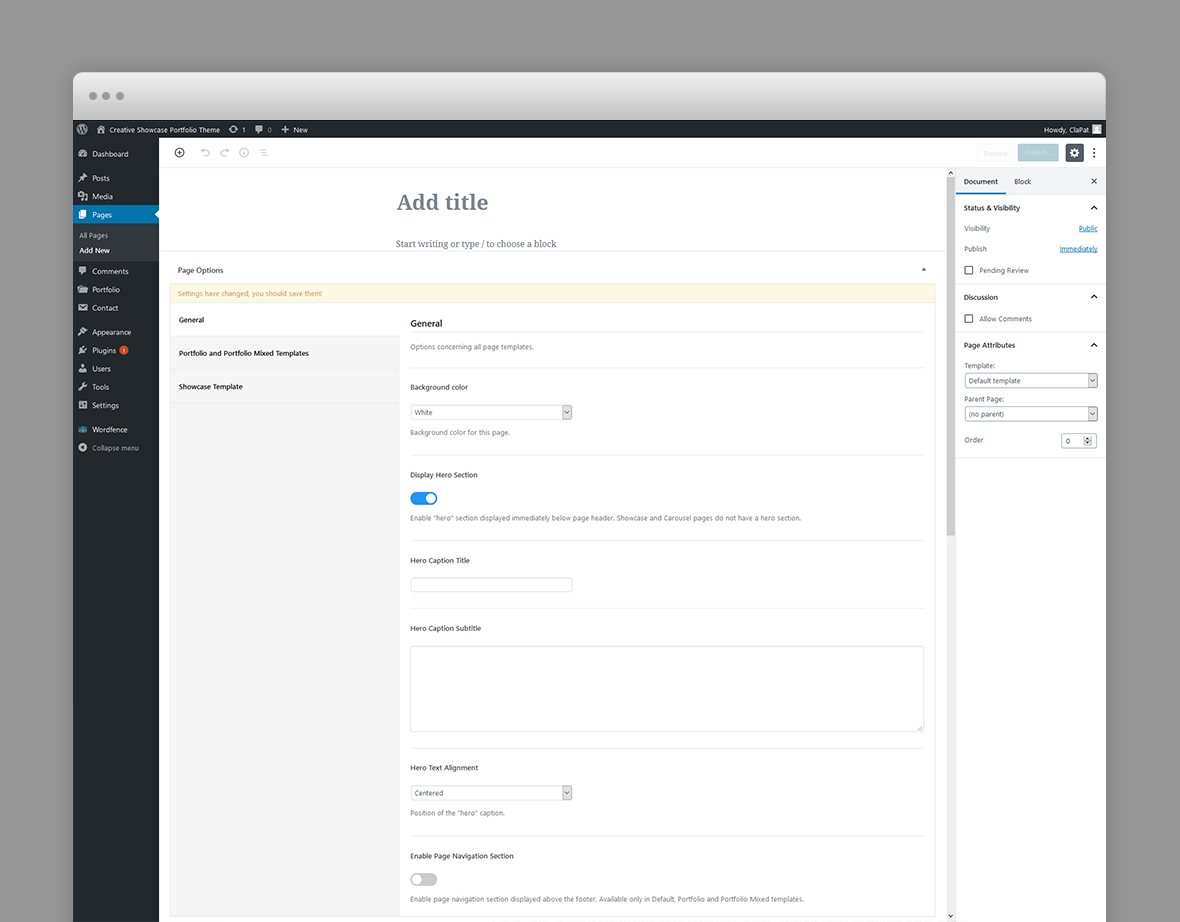 Creative Showcase Portfolio Theme 1 0 New
Howdy, ClaPat
Dashboard
Posts
Media
Pages
All Pages
Add New
Comments
Portfolio
Contact
Appearance
Plugins 1
Users
Tools
Settings
Wordfence
Collapse menu
Preview
Publish...
Add title
Start writing or type / to choose a block
Page Options
Settings have changed, you should save them!
General
Portfolio and Portfolio Mixed Templates
Showcase Template
General
Options concerning all page templates.
Background color
White
Background color for this page.
Display Hero Section
Enable "hero" section displayed immediately below page header. Showcase and Carousel pages do not have a hero section.
Hero Caption Title
Hero Caption Subtitle
Hero Text Alignment
Centered
Position of the "hero" caption.
Enable Page Navigation Section
Enable page navigation section displayed above the footer. Available only in Default, Portfolio and Portfolio Mixed templates.
Document Block
Status & Visibility
Visibility Public
Publish Immediately
Pending Review
Discussion
Allow Comments
Page Attributes
Template:
Default template
Parent Page:
(no parent)
Order 0